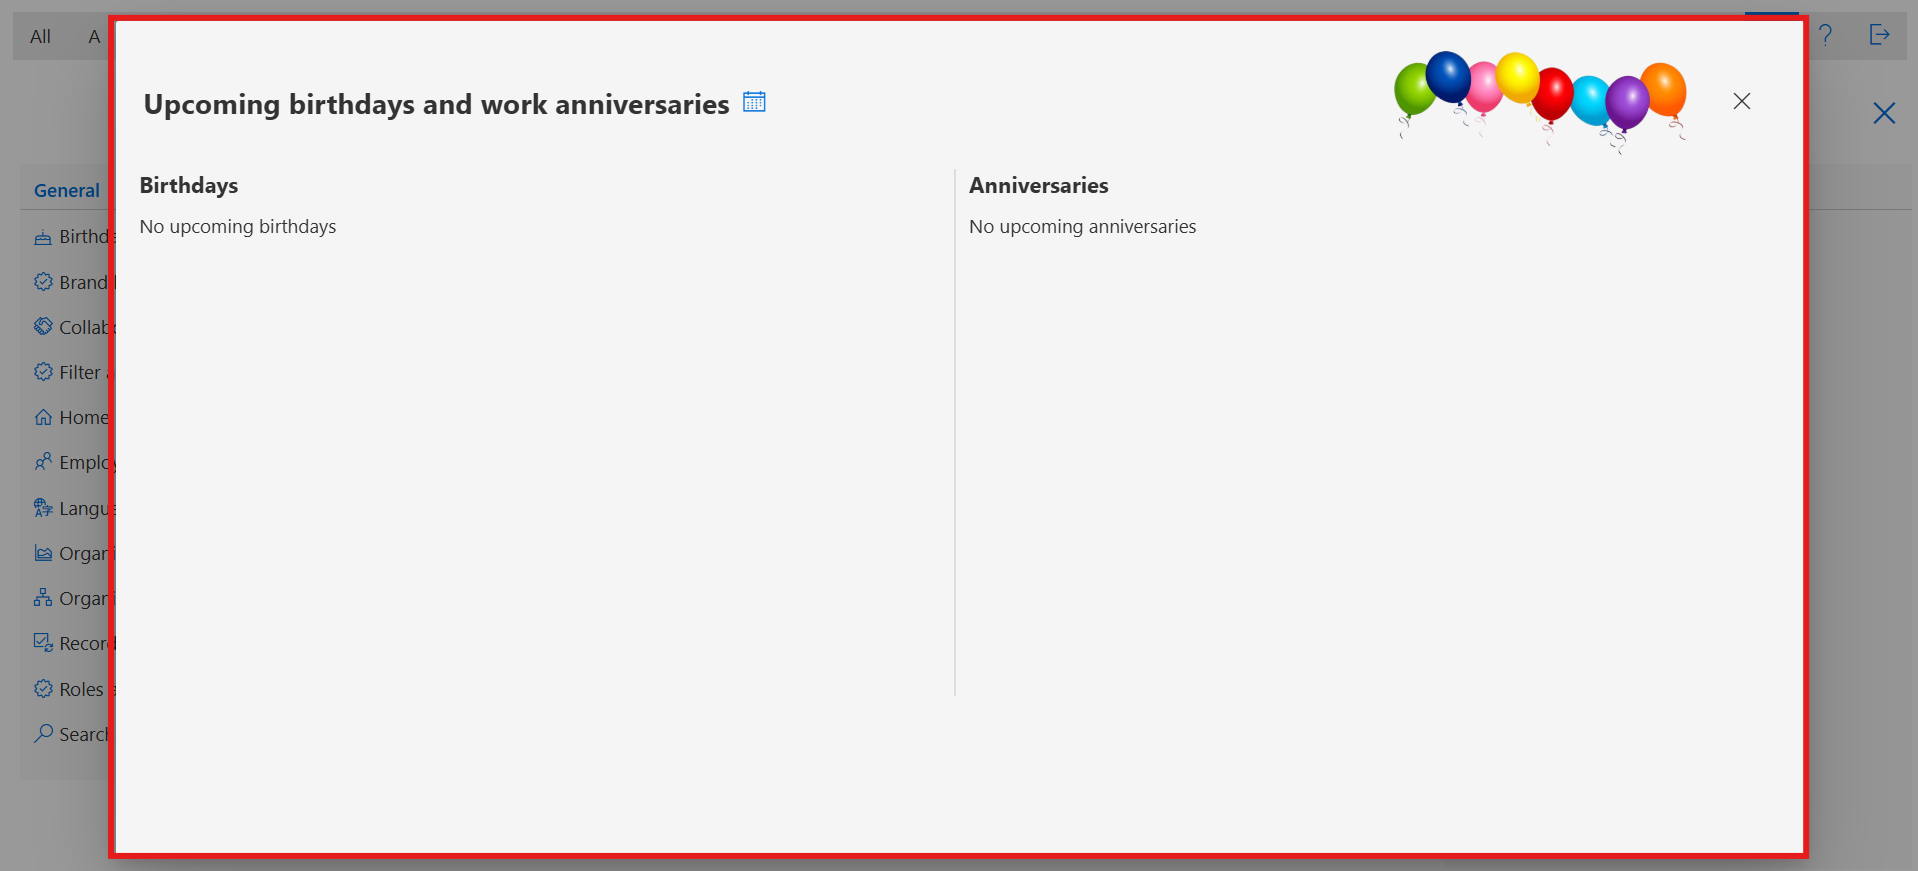 All A
Upcoming birthdays and work anniversaries
?
General
Birthdays
No upcoming birthdays
Anniversaries
No upcoming anniversaries
Birthd
Brand
Collab
Filter
Home
Emplo
Langu
Organ
Organ
Recor
Roles
Search